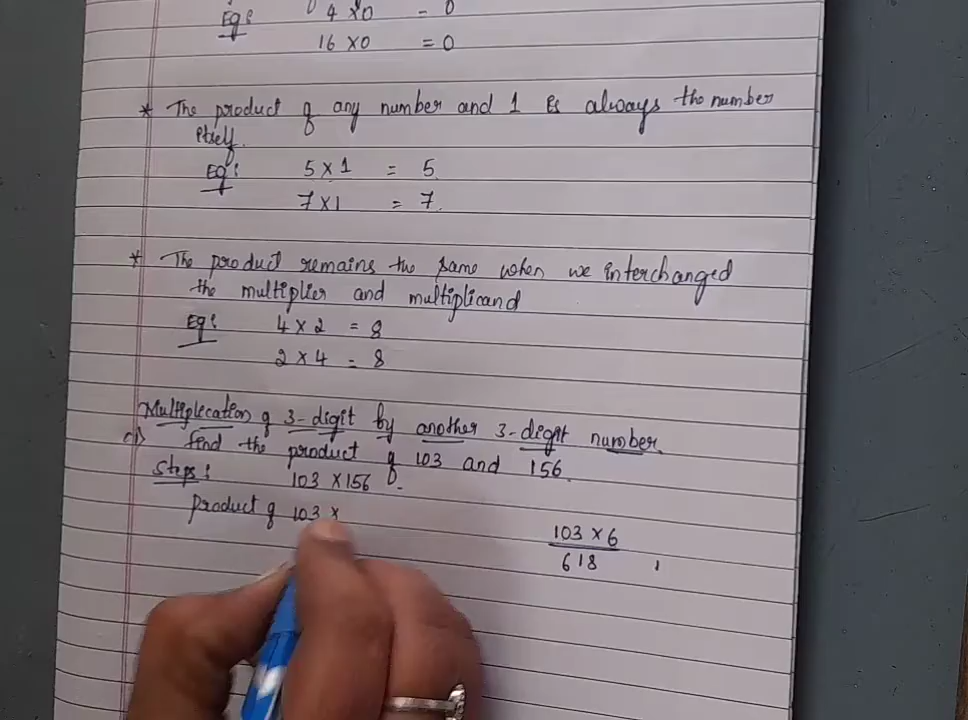 Eg: 4 x 0 = 0
16 x 0 = 0
* The product of any number and 1 is always the number
itself.
Eg: 5 x 1 = 5.
7 x 1 = 7.
* The product remains the same when we interchanged
the multiplier and multiplicand
Eg: 4 x 2 = 8
2 x 4 = 8
Multiplication of 3-digit by another 3-digit number.
1) find the product of 103 and 156.
Steps: 103 x 156
Product of 103 x
103 x 6
618